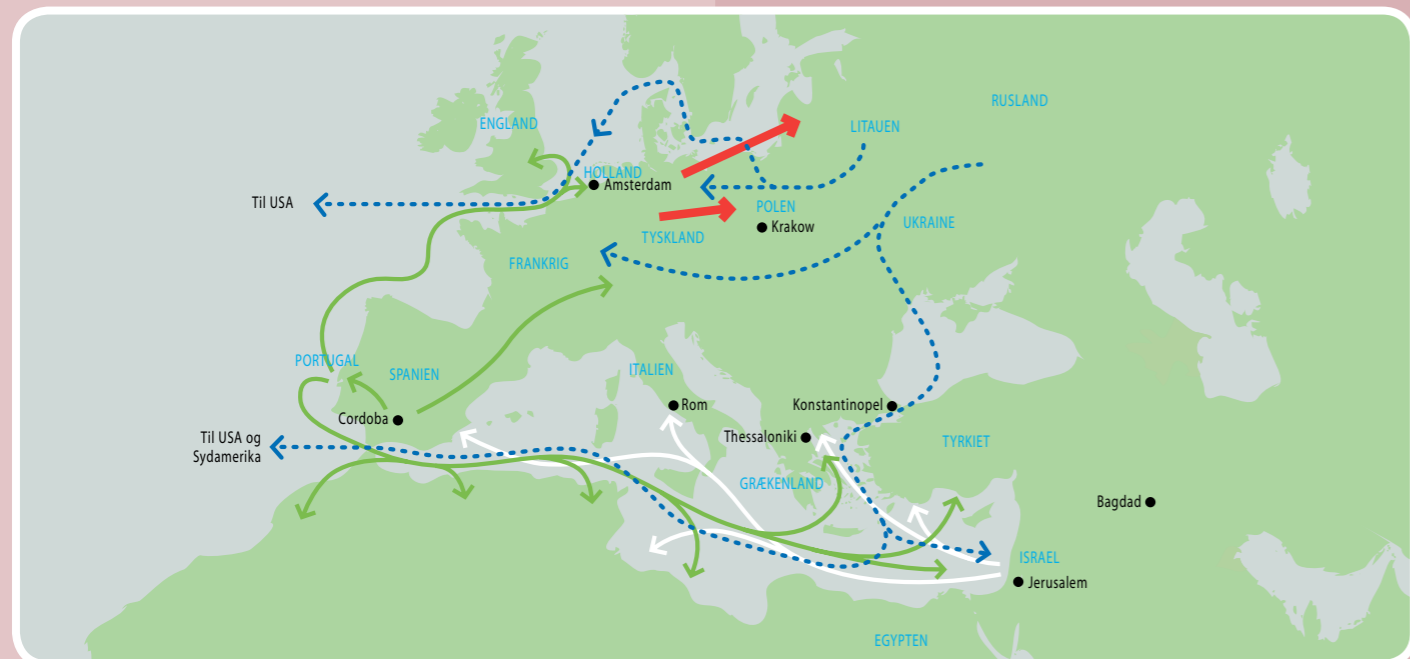 RUSLAND
ENGLAND
LITAUEN
HOLLAND
Amsterdam
Til USA
POLEN
Krakow
UKRAINE
TYSKLAND
FRANKRIG
PORTUGAL
SPANIEN
ITALIEN
Rom
Konstantinopel
Cordoba
Thessaloniki
TYRKIET
Til USA og
Sydamerika
GRÆKENLAND
Bagdad
ISRAEL
Jerusalem
EGYPTEN